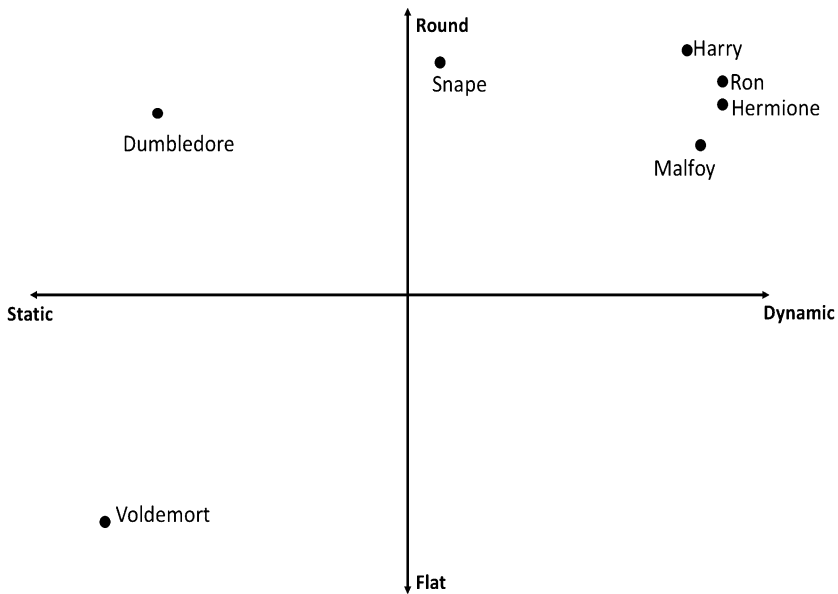 Round
Harry
Snape
Ron
Hermione
Dumbledore
Malfoy
Static
Dynamic
Voldemort
Flat